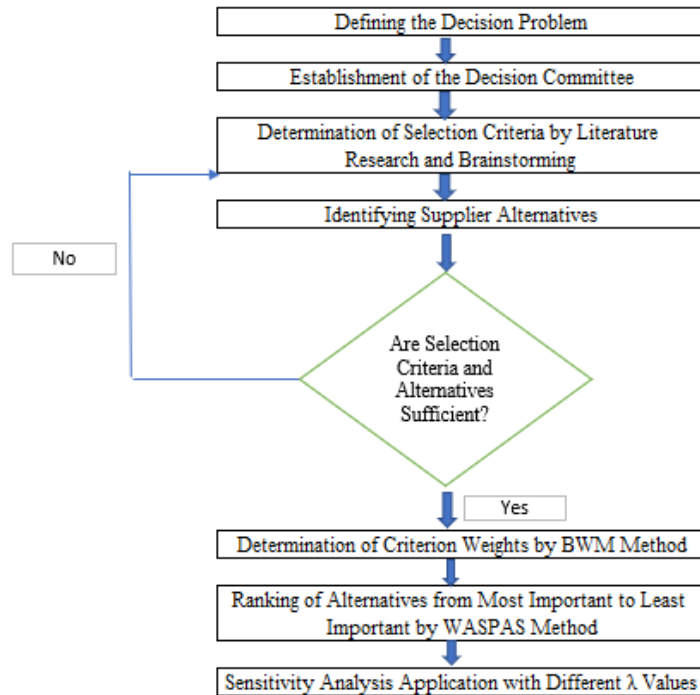 Defining the Decision Problem
Establishment of the Decision Committee
Determination of Selection Criteria by Literature
Research and Brainstorming
Identifying Supplier Alternatives
No
Are Selection
Criteria and
Alternatives
Sufficient?
Yes
Determination of Criterion Weights by BWM Method
Ranking of Alternatives from Most Important to Least
Important by WASPAS Method
Sensitivity Analysis Application with Different λ Values